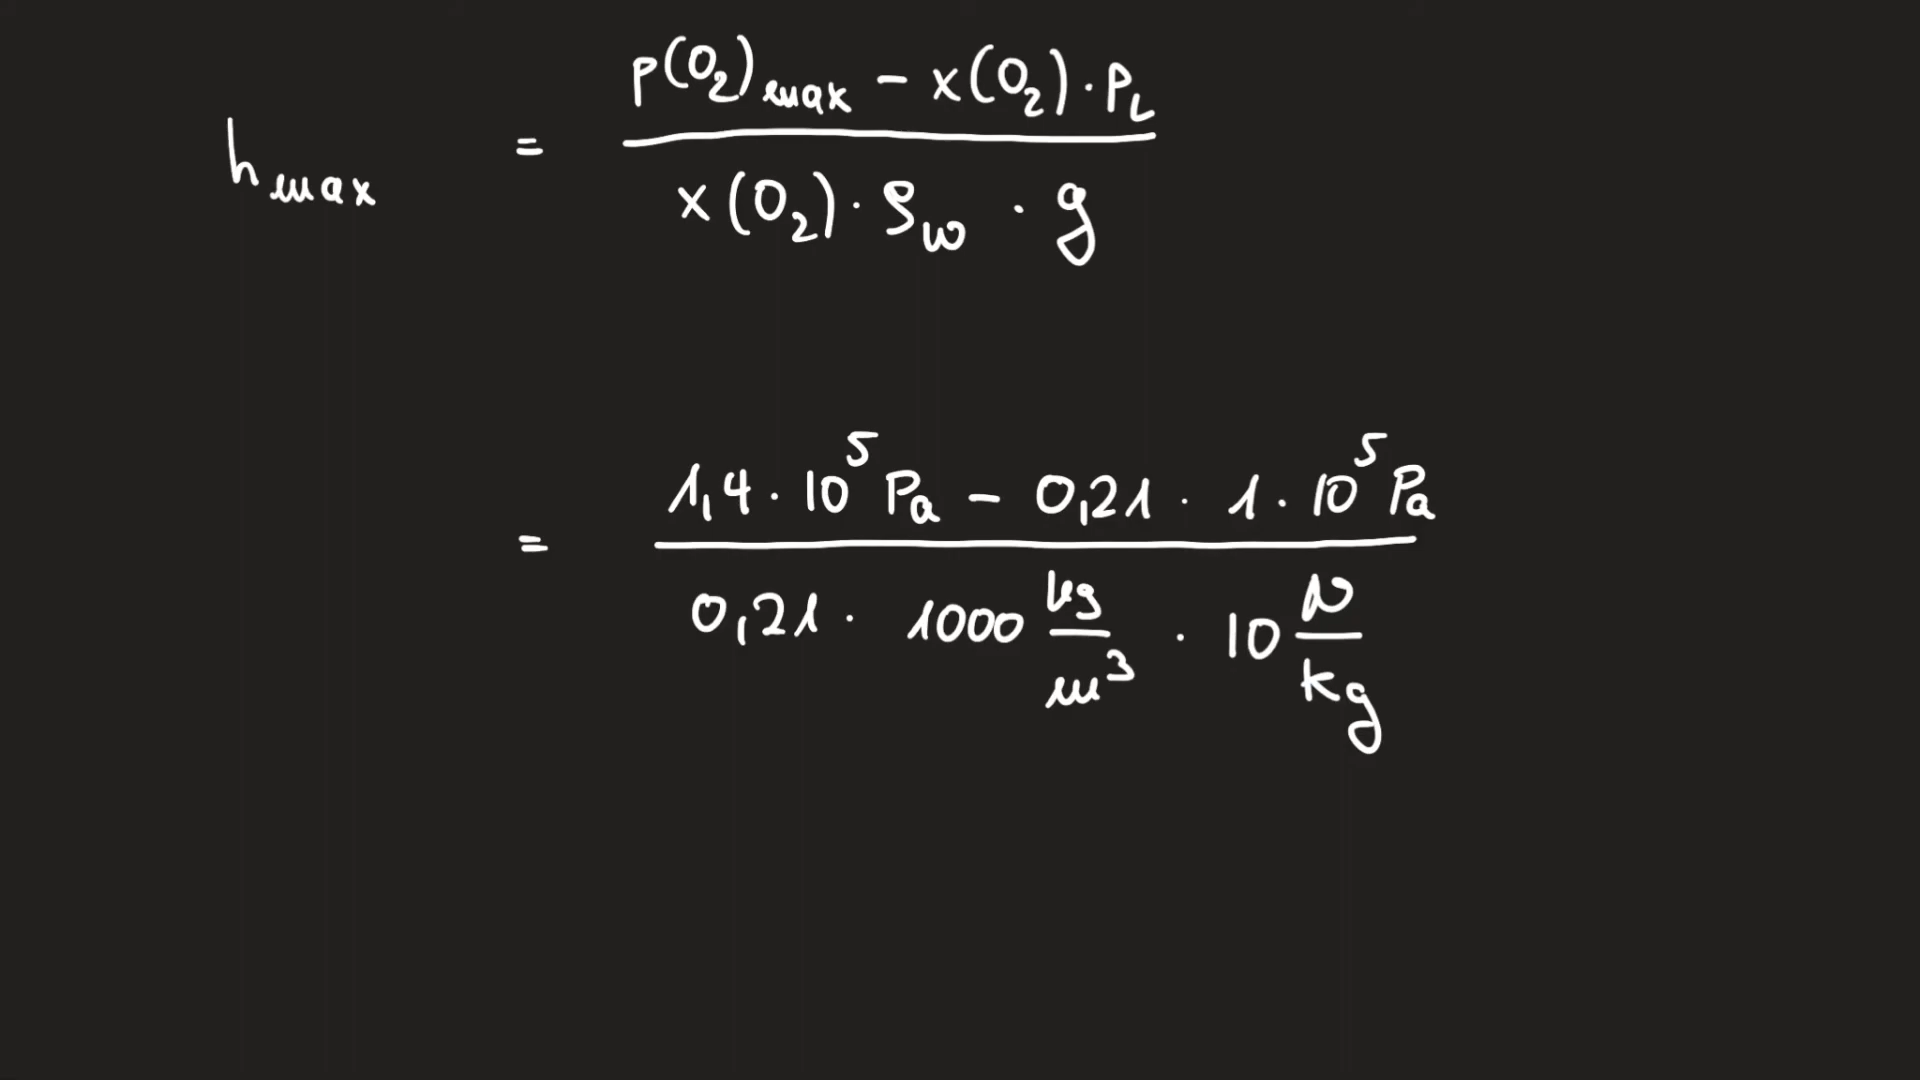 h_max = (p(O₂)_max − x(O₂) · p_L) / (x(O₂) · ρ_w · g)
= (1,4 · 10⁵ Pa − 0,21 · 1 · 10⁵ Pa) / (0,21 · 1000 kg/m³ · 10 N/kg)